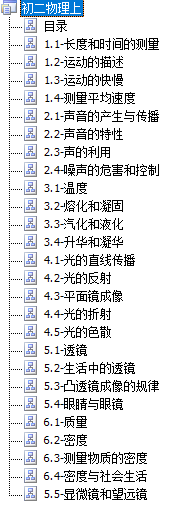 初二物理上
目录
1.1-长度和时间的测量
1.2-运动的描述
1.3-运动的快慢
1.4-测量平均速度
2.1-声音的产生与传播
2.2-声音的特性
2.3-声的利用
2.4-噪声的危害和控制
3.1-温度
3.2-熔化和凝固
3.3-汽化和液化
3.4-升华和凝华
4.1-光的直线传播
4.2-光的反射
4.3-平面镜成像
4.4-光的折射
4.5-光的色散
5.1-透镜
5.2-生活中的透镜
5.3-凸透镜成像的规律
5.4-眼睛与眼镜
6.1-质量
6.2-密度
6.3-测量物质的密度
6.4-密度与社会生活
5.5-显微镜和望远镜